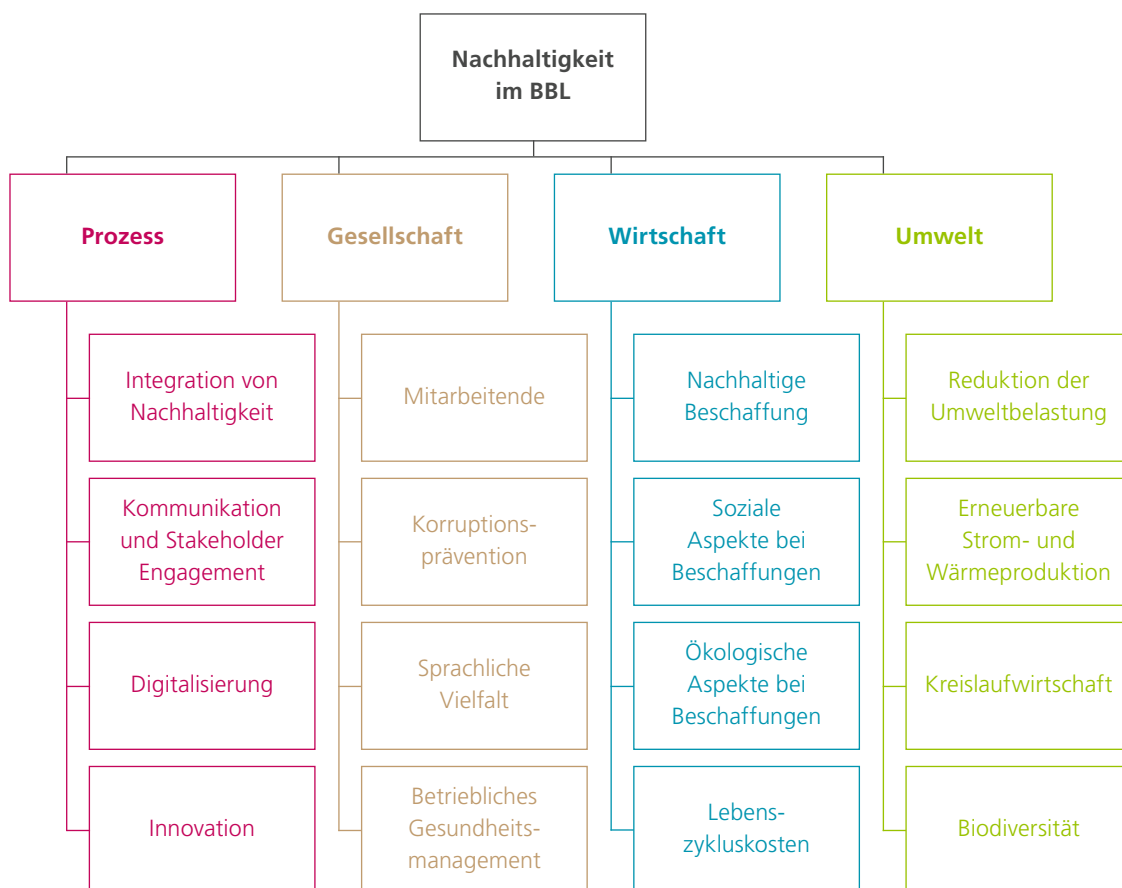 Nachhaltigkeit
im BBL
Prozess
Gesellschaft
Wirtschaft
Umwelt
Integration von
Nachhaltigkeit
Kommunikation
und Stakeholder
Engagement
Digitalisierung
Innovation
Mitarbeitende
Korruptions-
prävention
Sprachliche
Vielfalt
Betriebliches
Gesundheits-
management
Nachhaltige
Beschaffung
Soziale
Aspekte bei
Beschaffungen
Ökologische
Aspekte bei
Beschaffungen
Lebens-
zykluskosten
Reduktion der
Umweltbelastung
Erneuerbare
Strom- und
Wärmeproduktion
Kreislaufwirtschaft
Biodiversität